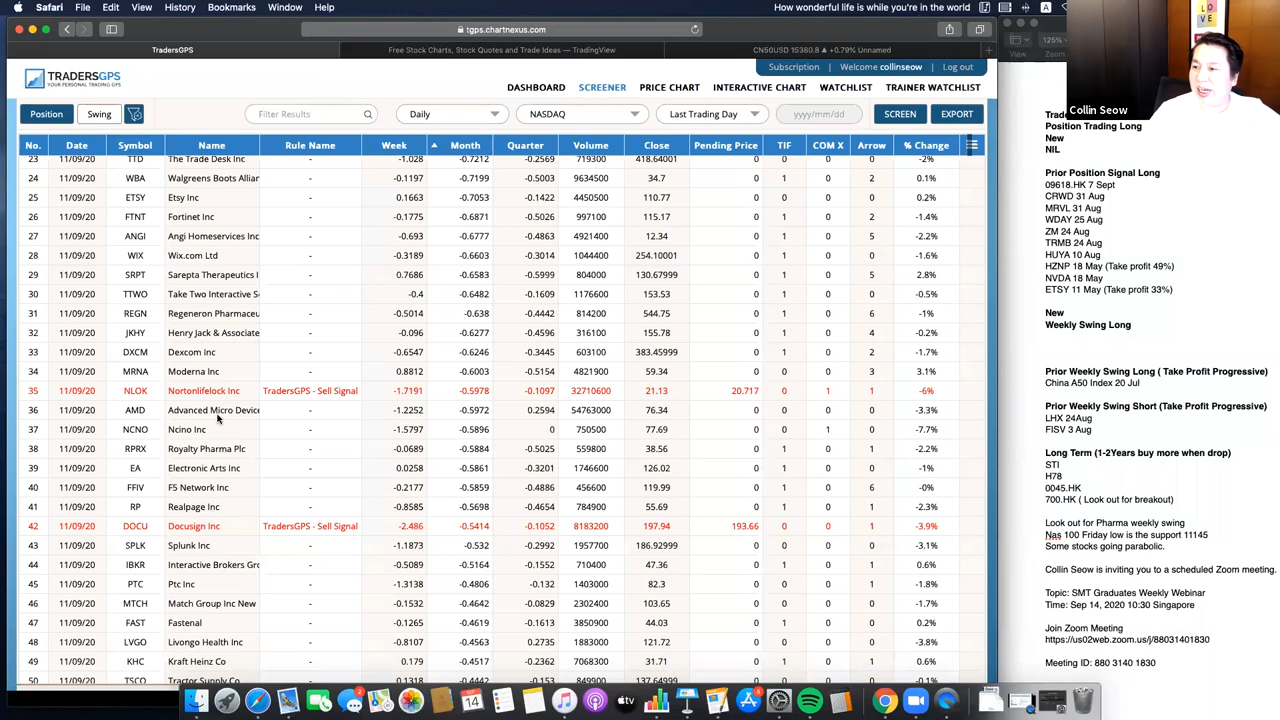 Safari File Edit View History Bookmarks Window Help
How wonderful life is while you're in the world
A
tgps.chartnexus.com
TradersGPS
Free Stock Charts, Stock Quotes and Trade Ideas — TradingView
CN50USD 15380.8 ▲ +0.79% Unnamed
TRADERSGPS
YOUR PERSONAL TRADING GPS
Subscription Welcome collinseow Log out
DASHBOARD SCREENER PRICE CHART INTERACTIVE CHART WATCHLIST TRAINER WATCHLIST
Position Swing Filter Results Daily NASDAQ Last Trading Day yyyy/mm/dd SCREEN EXPORT
No. Date Symbol Name Rule Name Week Month Quarter Volume Close Pending Price TIF COM X Arrow % Change
23 11/09/20 TTD The Trade Desk Inc - -1.028 -0.7212 -0.2569 719300 418.64001 0 0 0 0 -2%
24 11/09/20 WBA Walgreens Boots Allian - -0.1197 -0.7199 -0.5003 9634500 34.7 0 1 0 2 0.1%
25 11/09/20 ETSY Etsy Inc - 0.1663 -0.7053 -0.1422 4450500 110.77 0 0 0 0 0.2%
26 11/09/20 FTNT Fortinet Inc - -0.1775 -0.6871 -0.5026 997100 115.17 0 1 0 2 -1.4%
27 11/09/20 ANGI Angi Homeservices Inc - -0.693 -0.6777 -0.4863 4921400 12.34 0 1 0 5 -2.2%
28 11/09/20 WIX Wix.com Ltd - -0.3189 -0.6603 -0.3014 1044400 254.10001 0 1 0 0 -1.6%
29 11/09/20 SRPT Sarepta Therapeutics I - 0.7686 -0.6583 -0.5999 804000 130.67999 0 1 0 5 2.8%
30 11/09/20 TTWO Take Two Interactive S - -0.4 -0.6482 -0.1609 1176600 153.53 0 1 0 0 -0.5%
31 11/09/20 REGN Regeneron Pharmaceu - -0.5014 -0.638 -0.4442 814200 544.75 0 1 0 6 -1%
32 11/09/20 JKHY Henry Jack & Associate - -0.096 -0.6277 -0.4596 316100 155.78 0 1 0 4 -0.2%
33 11/09/20 DXCM Dexcom Inc - -0.6547 -0.6246 -0.3445 603100 383.45999 0 1 0 2 -1.7%
34 11/09/20 MRNA Moderna Inc - 0.8812 -0.6003 -0.5154 4821900 59.34 0 1 0 3 3.1%
35 11/09/20 NLOK Nortonlifelock Inc TradersGPS - Sell Signal -1.7191 -0.5978 -0.1097 32710600 21.13 20.717 0 1 1 -6%
36 11/09/20 AMD Advanced Micro Device - -1.2252 -0.5972 0.2594 54763000 76.34 0 0 0 0 -3.3%
37 11/09/20 NCNO Ncino Inc - -1.5797 -0.5896 0 750500 77.69 0 0 1 0 -7.7%
38 11/09/20 RPRX Royalty Pharma Plc - -0.0689 -0.5884 -0.5025 559800 38.56 0 1 0 1 -2.2%
39 11/09/20 EA Electronic Arts Inc - 0.0258 -0.5861 -0.3201 1746600 126.02 0 1 0 0 -1%
40 11/09/20 FFIV F5 Network Inc - -0.2177 -0.5859 -0.4886 456600 119.99 0 1 0 6 -0%
41 11/09/20 RP Realpage Inc - -0.8585 -0.5698 -0.4564 784900 55.69 0 1 0 1 -2.3%
42 11/09/20 DOCU Docusign Inc TradersGPS - Sell Signal -2.486 -0.5414 -0.1052 8183200 197.94 193.66 0 0 1 -3.9%
43 11/09/20 SPLK Splunk Inc - -1.1873 -0.532 -0.2992 1957700 186.92999 0 1 0 0 -3.1%
44 11/09/20 IBKR Interactive Brokers Gro - -0.5089 -0.5164 -0.1552 710400 47.36 0 1 0 1 0.6%
45 11/09/20 PTC Ptc Inc - -1.3138 -0.4806 -0.132 1403000 82.3 0 0 0 1 -1.8%
46 11/09/20 MTCH Match Group Inc New - -0.1532 -0.4642 -0.0829 2302400 103.65 0 0 0 1 -1.7%
47 11/09/20 FAST Fastenal - -0.1265 -0.4619 -0.1613 3850900 44.03 0 1 0 0 0.2%
48 11/09/20 LVGO Livongo Health Inc - -0.8107 -0.4563 0.2735 1883000 121.72 0 0 0 0 -3.8%
49 11/09/20 KHC Kraft Heinz Co - 0.179 -0.4517 -0.2362 7068300 31.71 0 1 0 1 0.6%
50 11/09/20 TSCO Tractor Supply Co - 0.1318 -0.4442 849900 137.64 0 -0.1%
125%
View Zoom
LOVE
Collin Seow
Position Trading Long
New
NIL
Prior Position Signal Long
09618.HK 7 Sept
CRWD 31 Aug
MRVL 31 Aug
WDAY 25 Aug
ZM 24 Aug
TRMB 24 Aug
HUYA 10 Aug
HZNP 18 May (Take profit 49%)
NVDA 18 May
ETSY 11 May (Take profit 33%)
New
Weekly Swing Long
Prior Weekly Swing Long ( Take Profit Progressive)
China A50 Index 20 Jul
Prior Weekly Swing Short (Take Profit Progressive)
LHX 24Aug
FISV 3 Aug
Long Term (1-2Years buy more when drop)
STI
H78
0045.HK
700.HK ( Look out for breakout)
Look out for Pharma weekly swing
Nas 100 Friday low is the support 11145
Some stocks going parabolic.
Collin Seow is inviting you to a scheduled Zoom meeting.
Topic: SMT Graduates Weekly Webinar
Time: Sep 14, 2020 10:30 Singapore
Join Zoom Meeting
https://us02web.zoom.us/j/88031401830
Meeting ID: 880 3140 1830